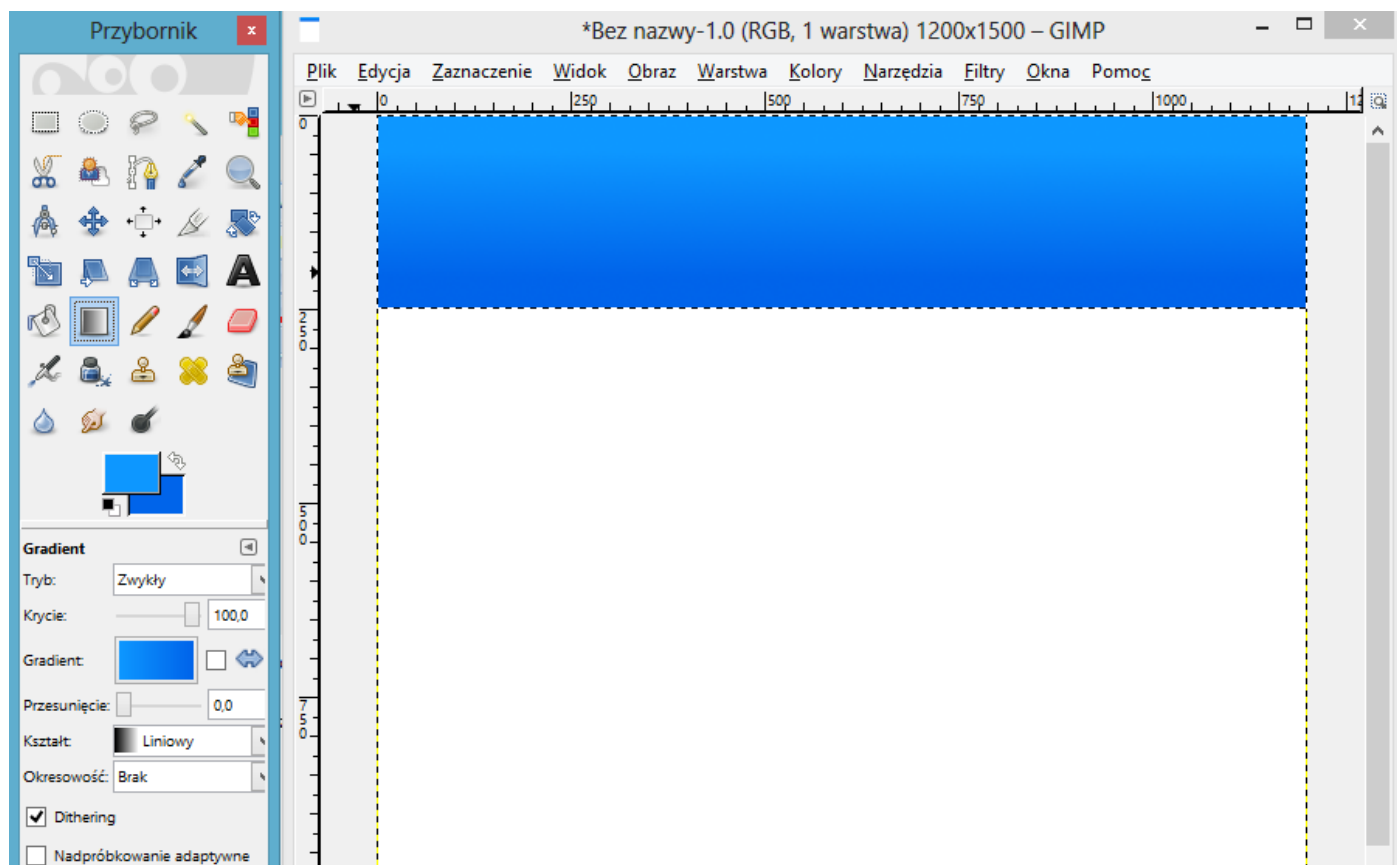 Przybornik
*Bez nazwy-1.0 (RGB, 1 warstwa) 1200x1500 – GIMP
Plik Edycja Zaznaczenie Widok Obraz Warstwa Kolory Narzędzia Filtry Okna Pomoc
0 250 500 750 1000 12
0
250
500
750
Gradient
Tryb: Zwykły
Krycie: 100,0
Gradient:
Przesunięcie: 0,0
Kształt: Liniowy
Okresowość: Brak
Dithering
Nadpróbkowanie adaptywne